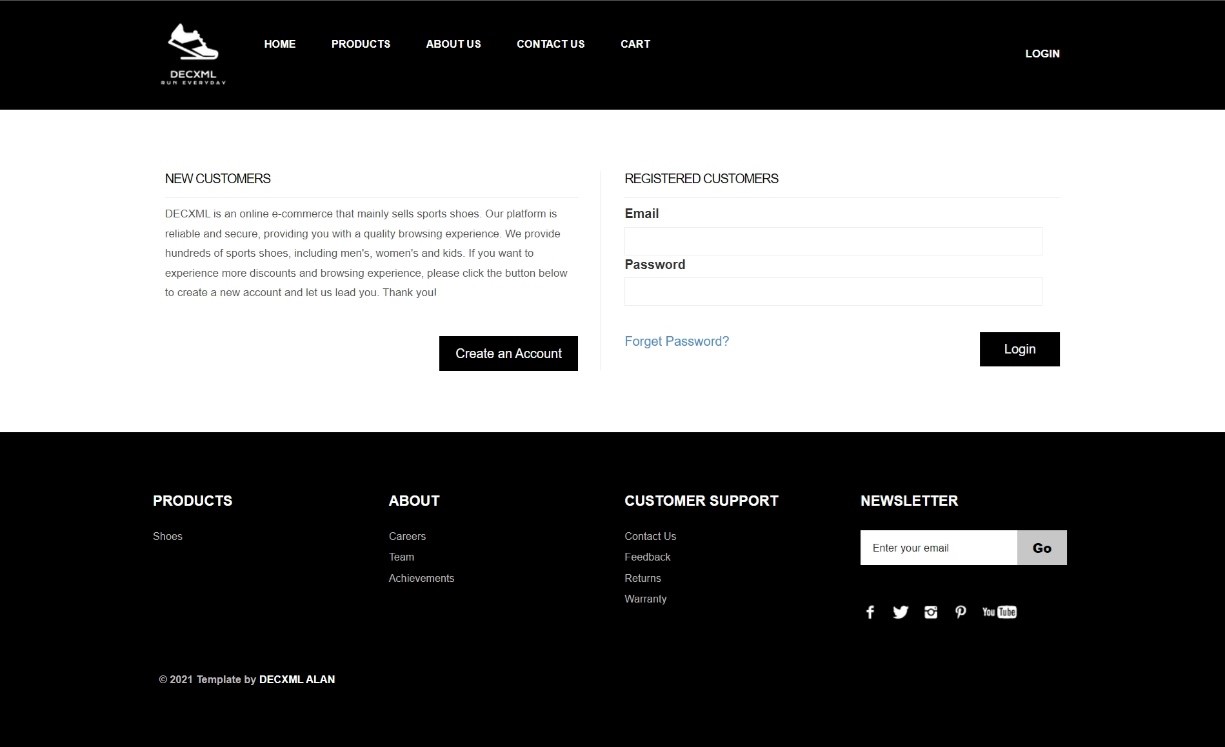 DECXML
RUN EVERYDAY
HOME PRODUCTS ABOUT US CONTACT US CART
LOGIN
NEW CUSTOMERS
DECXML is an online e-commerce that mainly sells sports shoes. Our platform is
reliable and secure, providing you with a quality browsing experience. We provide
hundreds of sports shoes, including men's, women's and kids. If you want to
experience more discounts and browsing experience, please click the button below
to create a new account and let us lead you. Thank you!
Create an Account
REGISTERED CUSTOMERS
Email
Password
Forget Password?
Login
PRODUCTS
Shoes
ABOUT
Careers
Team
Achievements
CUSTOMER SUPPORT
Contact Us
Feedback
Returns
Warranty
NEWSLETTER
Enter your email
Go
You Tube
© 2021 Template by DECXML ALAN